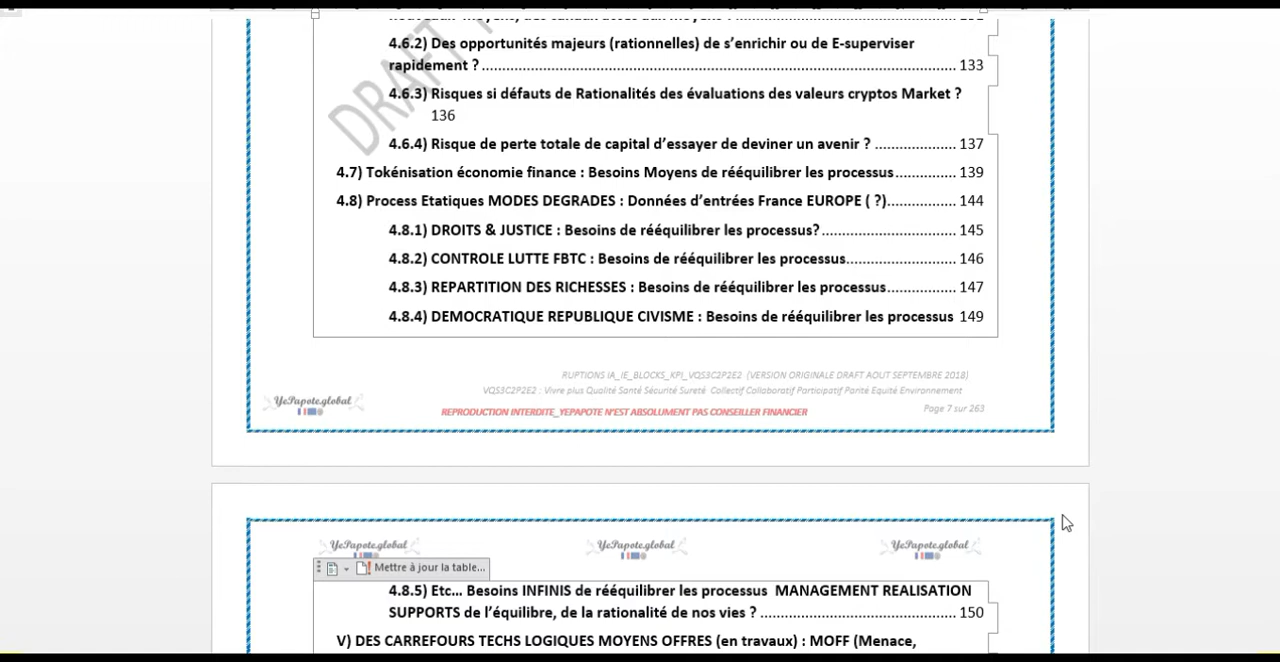 4.6.2) Des opportunités majeurs (rationnelles) de s’enrichir ou de E-superviser
rapidement ? 133
4.6.3) Risques si défauts de Rationalités des évaluations des valeurs cryptos Market ?
136
4.6.4) Risque de perte totale de capital d’essayer de deviner un avenir ? 137
4.7) Tokénisation économie finance : Besoins Moyens de rééquilibrer les processus 139
4.8) Process Etatiques MODES DEGRADES : Données d’entrées France EUROPE ( ?) 144
4.8.1) DROITS & JUSTICE : Besoins de rééquilibrer les processus? 145
4.8.2) CONTROLE LUTTE FBTC : Besoins de rééquilibrer les processus 146
4.8.3) REPARTITION DES RICHESSES : Besoins de rééquilibrer les processus 147
4.8.4) DEMOCRATIQUE REPUBLIQUE CIVISME : Besoins de rééquilibrer les processus 149
DRAFT
RUPTIONS IA_IE_BLOCKS_KPI_VQS3C2P2E2 (VERSION ORIGINALE DRAFT AOUT SEPTEMBRE 2018)
VQS3C2P2E2 : Vivre plus Qualité Santé Sécurité Sureté Collectif Collaboratif Participatif Parité Equité Environnement
YePapote.global
REPRODUCTION INTERDITE_YEPAPOTE N’EST ABSOLUMENT PAS CONSEILLER FINANCIER
Page 7 sur 263
YePapote.global YePapote.global YePapote.global
Mettre à jour la table...
4.8.5) Etc... Besoins INFINIS de rééquilibrer les processus MANAGEMENT REALISATION
SUPPORTS de l’équilibre, de la rationalité de nos vies ? 150
V) DES CARREFOURS TECHS LOGIQUES MOYENS OFFRES (en travaux) : MOFF (Menace,